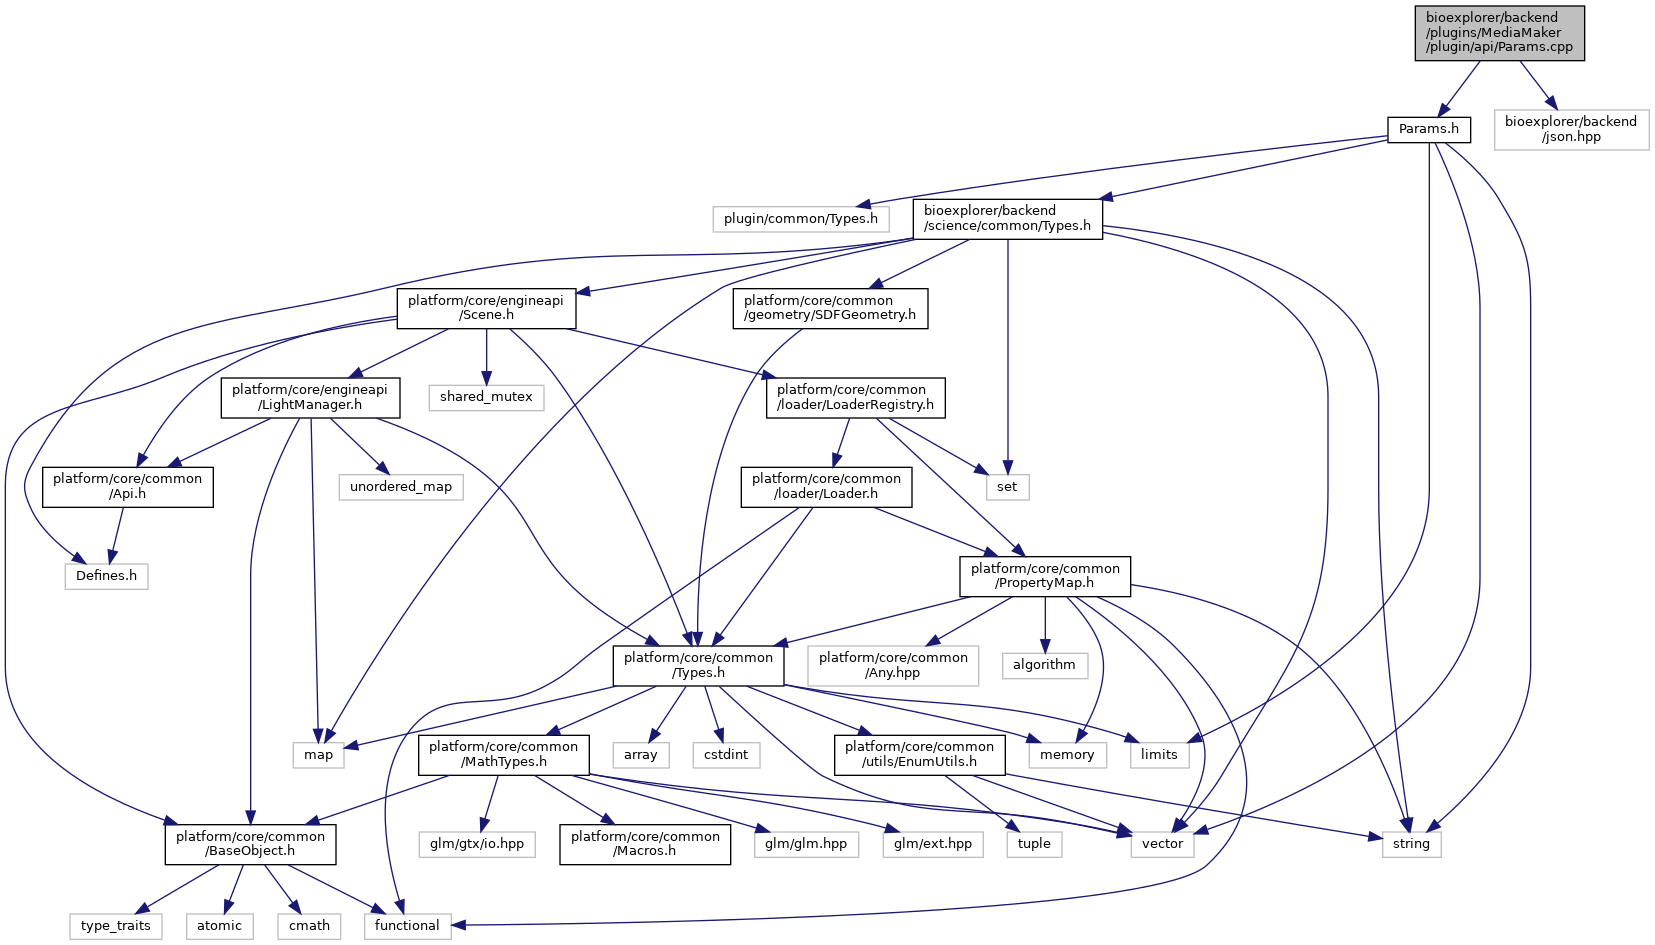 bioexplorer/backend
/plugins/MediaMaker
/plugin/api/Params.cpp
Params.h
bioexplorer/backend
/json.hpp
plugin/common/Types.h
bioexplorer/backend
/science/common/Types.h
platform/core/engineapi
/Scene.h
platform/core/common
/geometry/SDFGeometry.h
platform/core/engineapi
/LightManager.h
shared_mutex
platform/core/common
/loader/LoaderRegistry.h
platform/core/common
/Api.h
unordered_map
platform/core/common
/loader/Loader.h
set
Defines.h
platform/core/common
/PropertyMap.h
platform/core/common
/Types.h
platform/core/common
/Any.hpp
algorithm
map
platform/core/common
/MathTypes.h
array
cstdint
platform/core/common
/utils/EnumUtils.h
memory
limits
platform/core/common
/BaseObject.h
glm/gtx/io.hpp
platform/core/common
/Macros.h
glm/glm.hpp
glm/ext.hpp
tuple
vector
string
type_traits
atomic
cmath
functional